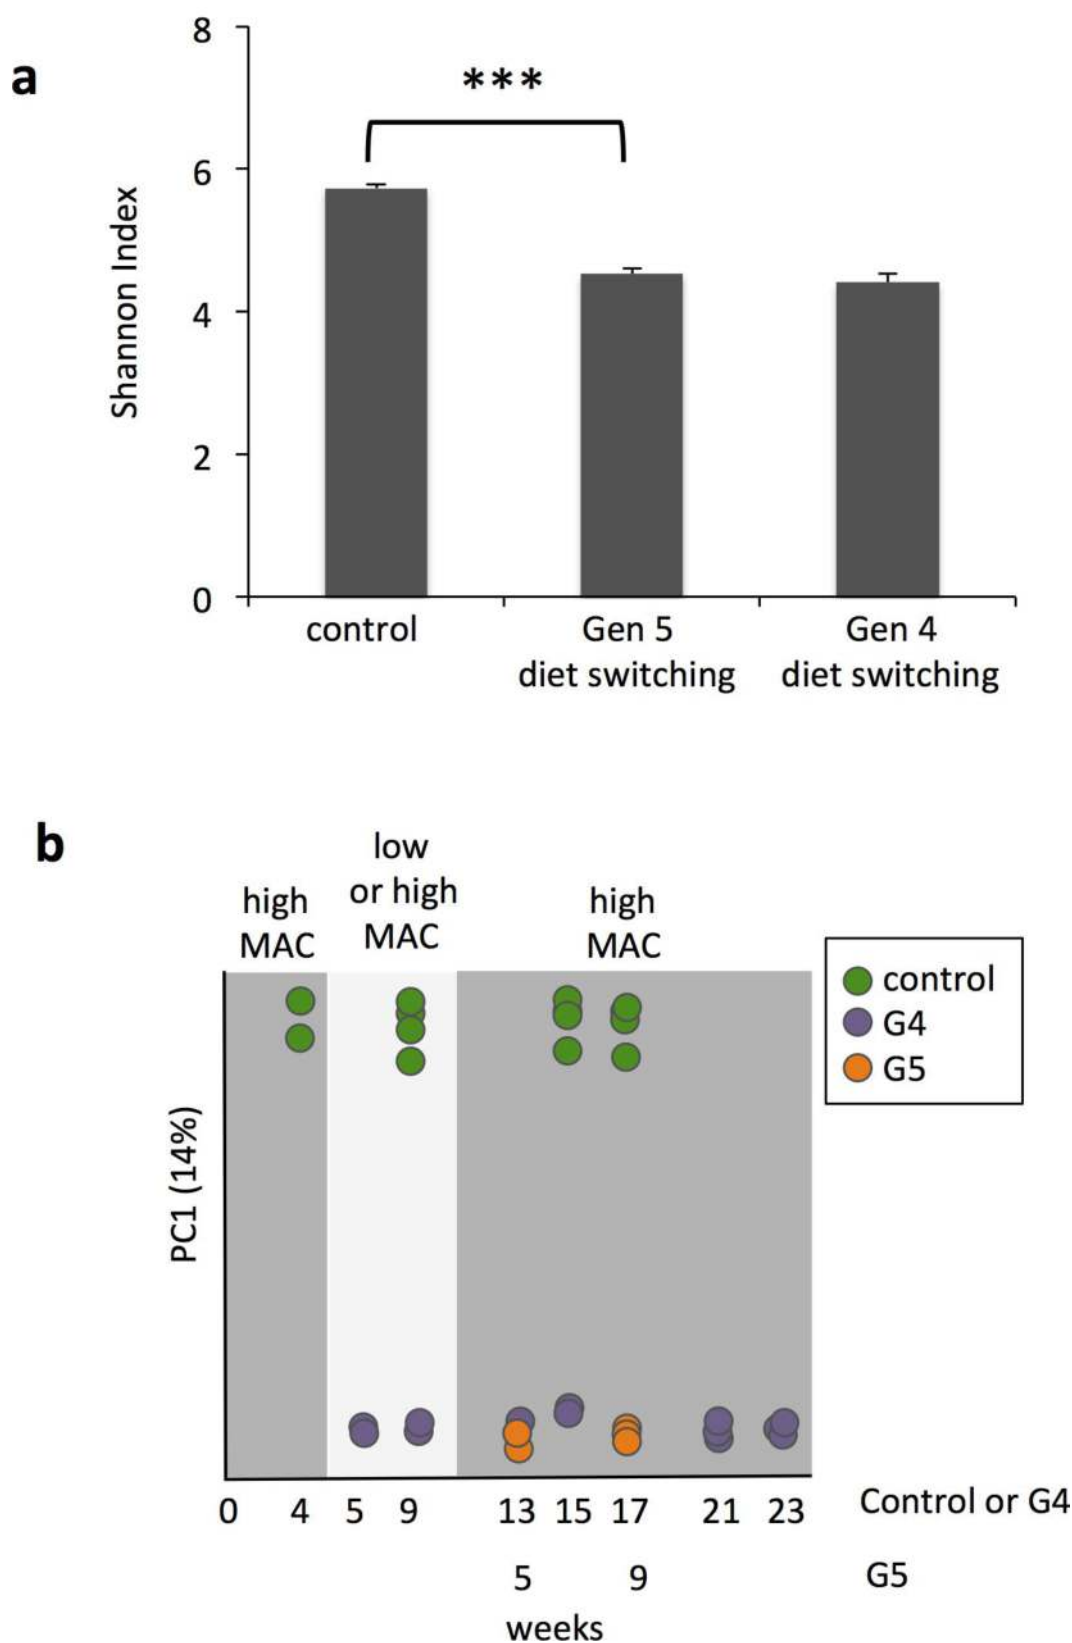 a
***
8
6
4
2
0
Shannon Index
control
Gen 5
diet switching
Gen 4
diet switching
b
high
MAC
low
or high
MAC
high
MAC
control
G4
G5
PC1 (14%)
0 4 5 9 13 15 17 21 23 Control or G4
5 9 G5
weeks